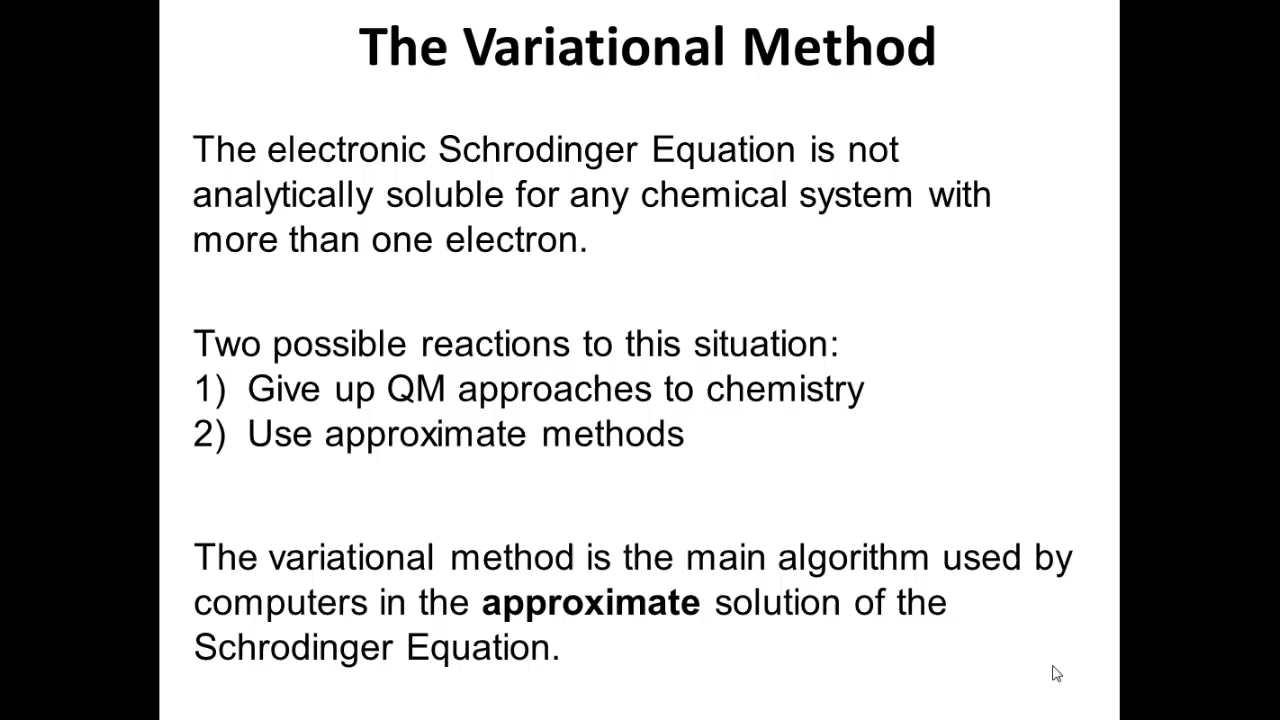 The Variational Method
The electronic Schrodinger Equation is not
analytically soluble for any chemical system with
more than one electron.
Two possible reactions to this situation:
1) Give up QM approaches to chemistry
2) Use approximate methods
The variational method is the main algorithm used by
computers in the approximate solution of the
Schrodinger Equation.